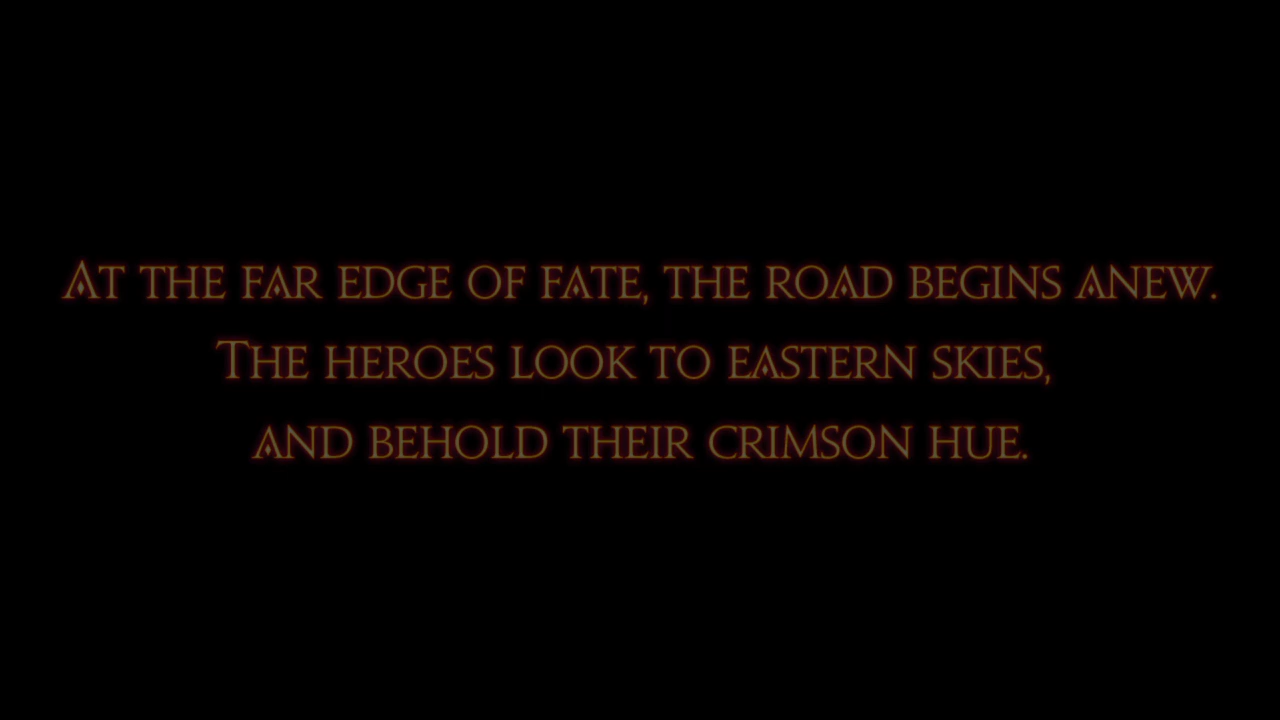 At the far edge of fate, the road begins anew.
The heroes look to eastern skies,
and behold their crimson hue.